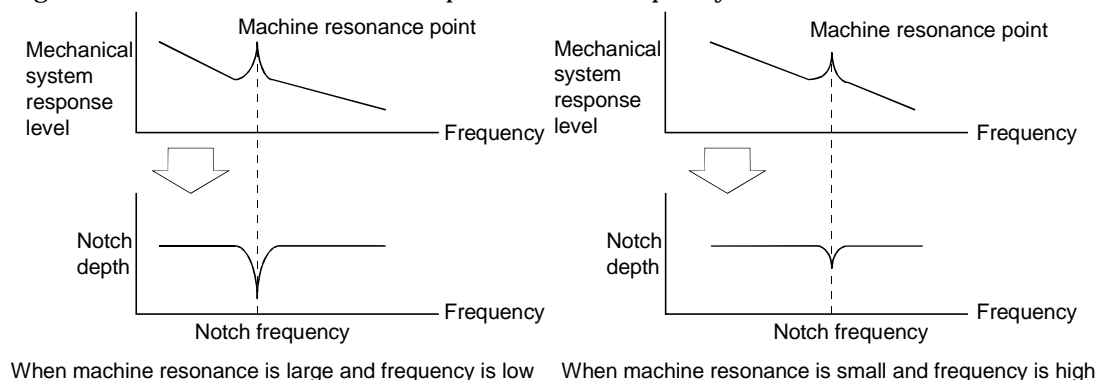 Machine resonance point
Mechanical
system
response
level
Frequency
Notch
depth
Frequency
Notch frequency
When machine resonance is large and frequency is low
Machine resonance point
Mechanical
system
response
level
Frequency
Notch
depth
Frequency
Notch frequency
When machine resonance is small and frequency is high